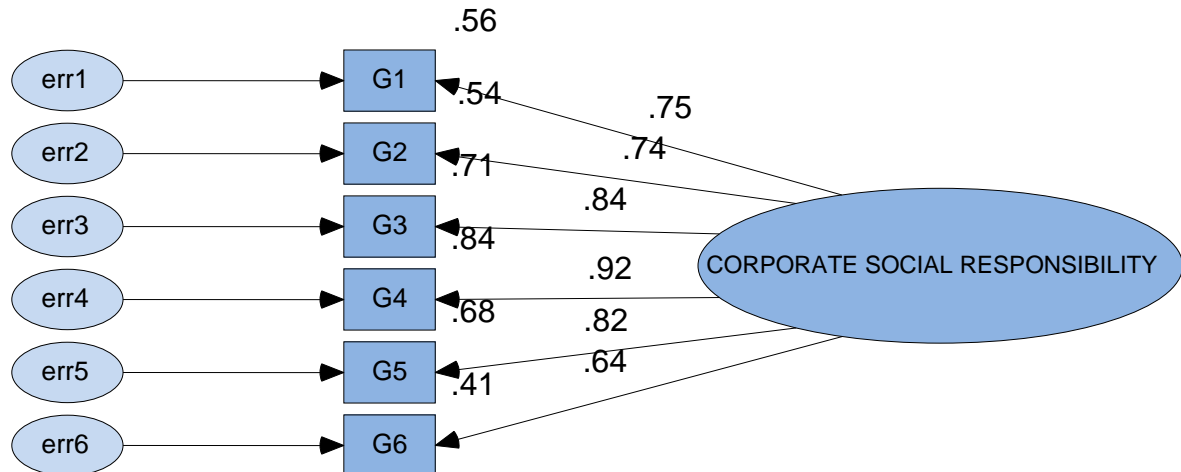 .56
err1
G1
.54
.75
err2
G2
.74
.71
err3
G3
.84
.84
CORPORATE SOCIAL RESPONSIBILITY
.92
err4
G4
.68
.82
err5
G5
.64
.41
err6
G6